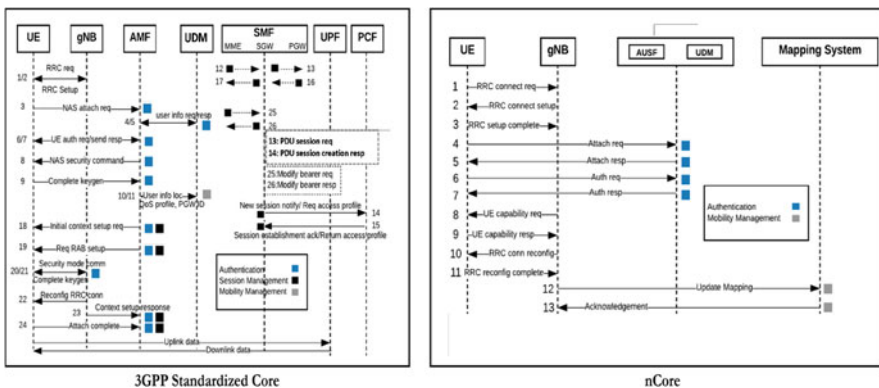 UE gNB AMF UDM SMF UPF PCF
MME SGW PGW
RRC req
1/2
RRC Setup
12 13
17 16
3 NAS attach req
4/5 user info req/resp
25
26
6/7 UE auth req/send resp
13: PDU session req
14: PDU session creation resp
8 NAS security command
9 Complete keygen
25:Modify bearer req
26:Modify bearer resp
10/11 User info loc.
QoS profile, PGW ID
New session notify/ Req access profile
14
15
Session establishment ack/Return access profile
18 Initial context setup req
19 Req RAB setup
Security mode comm
20/21
Complete keygen
Reconfig RRC conn
22
23 Context setup response
24 Attach complete
Authentication
Session Management
Mobility Management
Uplink data
Downlink data
3GPP Standardized Core
UE gNB AUSF UDM Mapping System
1 RRC connect req
2 RRC connect setup
3 RRC setup complete
4 Attach req
5 Attach resp
6 Auth req
7 Auth resp
8 UE capability req
9 UE capability resp
10 RRC conn reconfig
11 RRC reconfig complete
12 Update Mapping
13 Acknowledgement
Authentication
Mobility Management
nCore